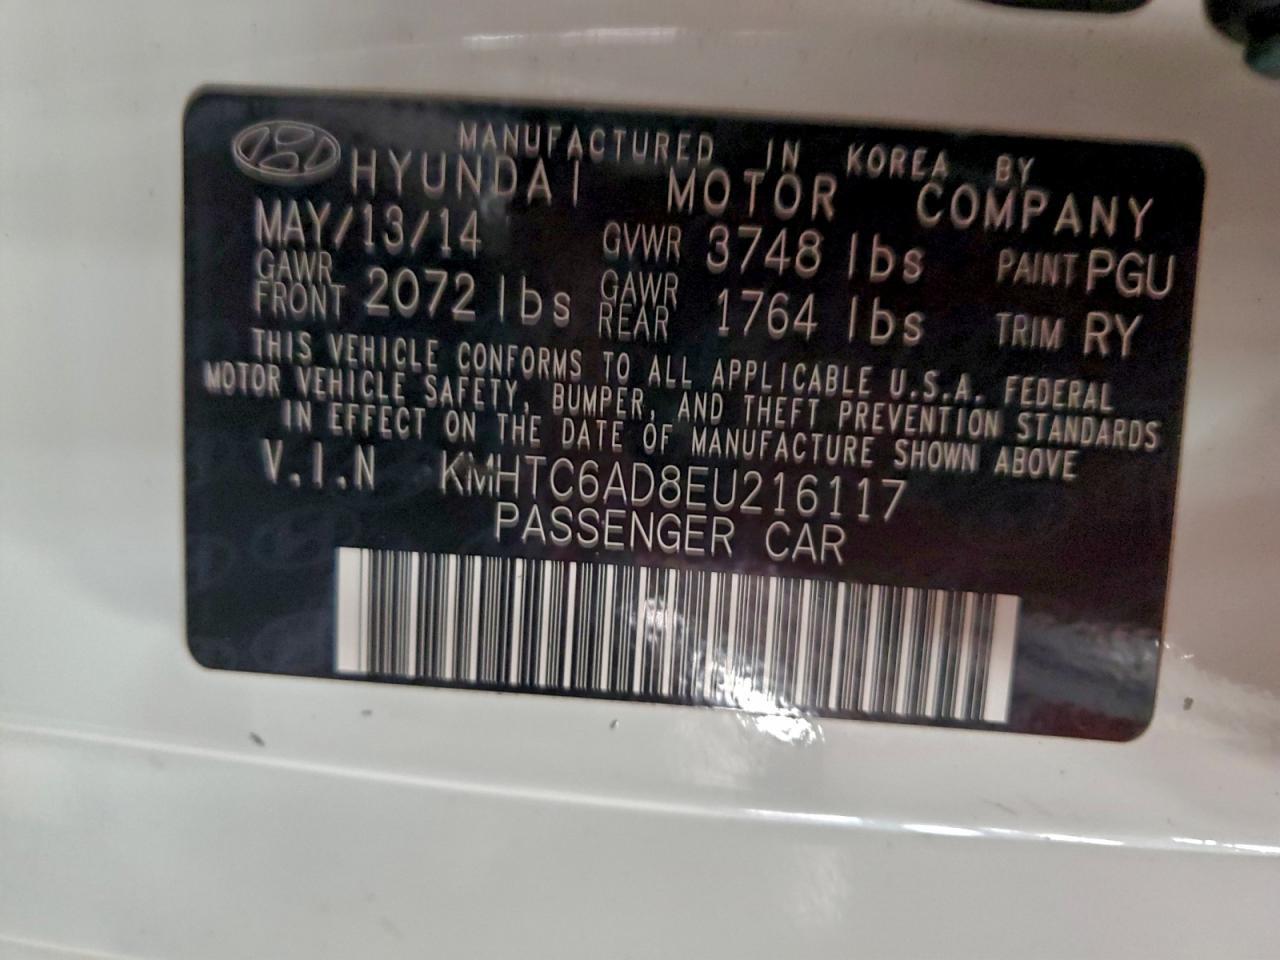 MANUFACTURED IN KOREA BY
HYUNDAI MOTOR COMPANY
MAY/13/14 GVWR 3748 lbs PAINT PGU
GAWR FRONT 2072 lbs GAWR REAR 1764 lbs TRIM RY
THIS VEHICLE CONFORMS TO ALL APPLICABLE U.S.A. FEDERAL
MOTOR VEHICLE SAFETY, BUMPER, AND THEFT PREVENTION STANDARDS
IN EFFECT ON THE DATE OF MANUFACTURE SHOWN ABOVE
V.I.N KMHTC6AD8EU216117
PASSENGER CAR